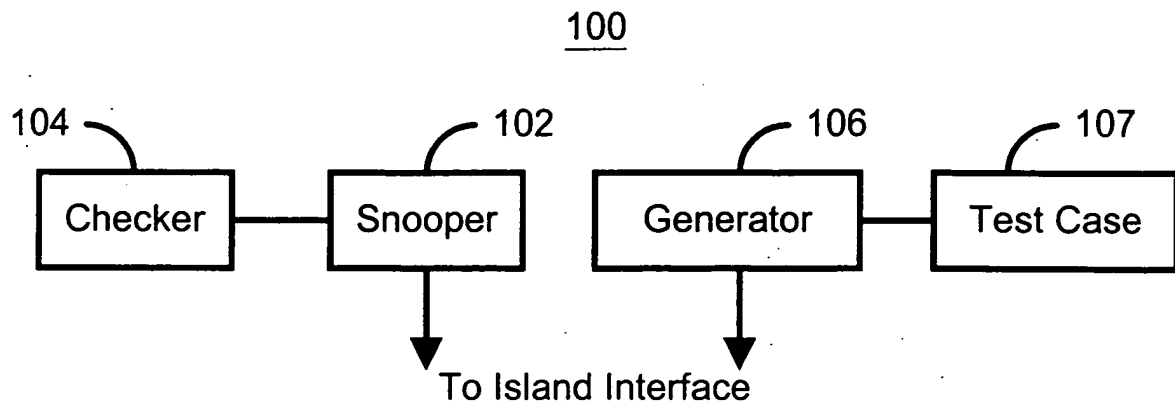 100
104 102 106 107
Checker Snooper Generator Test Case
To Island Interface